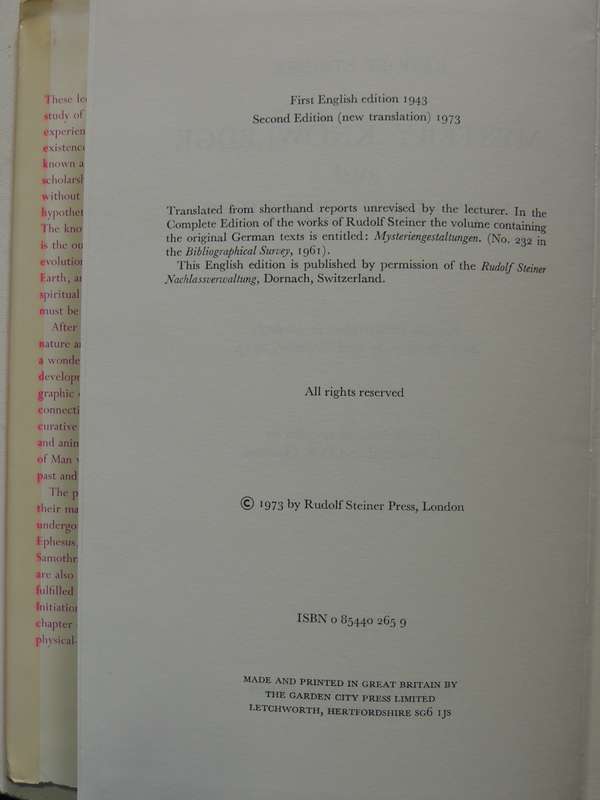 These
study of
experien
existenc
known a
scholarsh
without
hypothet
The kno
is the ou
evolution
Earth, an
spiritual
must be
After
nature a
a wonde
develop
graphic
connecti
curative
and anim
of Man
past and
The p
their ma
undergo
Ephesus,
Samothr
are also
fulfilled
Initiation
chapter
physical-
First English edition 1943
Second Edition (new translation) 1973
Translated from shorthand reports unrevised by the lecturer. In the
Complete Edition of the works of Rudolf Steiner the volume containing
the original German texts is entitled: Mysteriengestaltungen. (No. 232 in
the Bibliographical Survey, 1961).
This English edition is published by permission of the Rudolf Steiner
Nachlassverwaltung, Dornach, Switzerland.
All rights reserved
© 1973 by Rudolf Steiner Press, London
ISBN 0 85440 265 9
MADE AND PRINTED IN GREAT BRITAIN BY
THE GARDEN CITY PRESS LIMITED
LETCHWORTH, HERTFORDSHIRE SG6 1JS